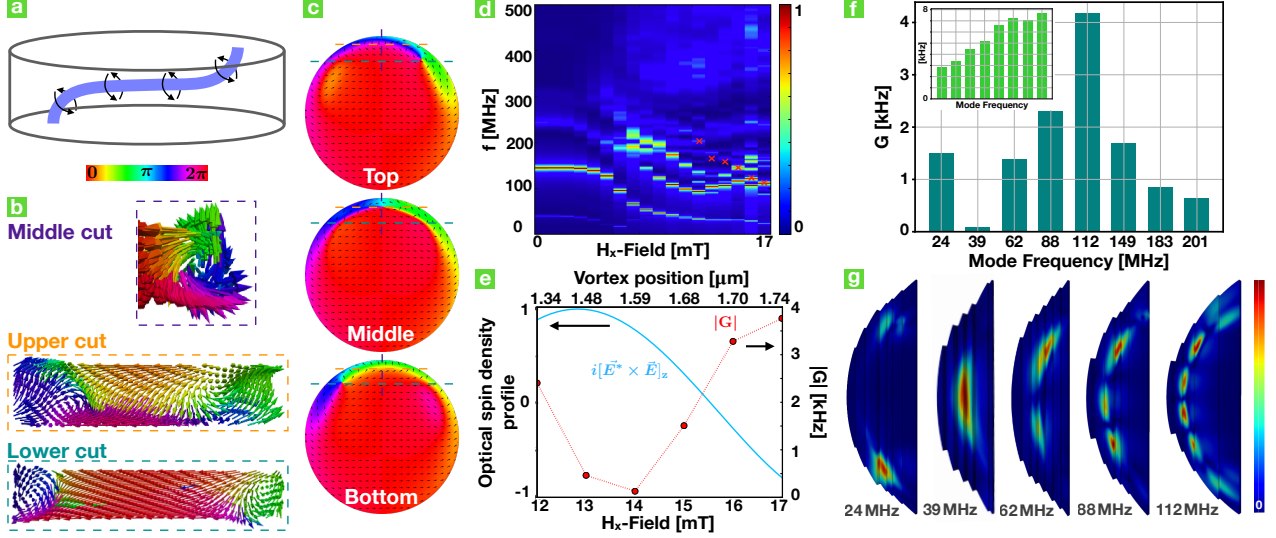 a
0 π 2π
b
Middle cut
Upper cut
Lower cut
c
Top
Middle
Bottom
d
500
400
300
200
100
0
f [MHz]
0 17
Hₓ-Field [mT]
1
0
e
Vortex position [μm]
1.34 1.48 1.59 1.68 1.70 1.74
1
0
-1
Optical spin density
profile
|G|
i[E⃗* × E⃗]z
4
3
2
1
0
|G| [kHz]
12 13 14 15 16 17
Hₓ-Field [mT]
f
4
3
2
1
0
G [kHz]
8
0
[kHz]
Mode Frequency
24 39 62 88 112 149 183 201
Mode Frequency [MHz]
g
24 MHz 39 MHz 62 MHz 88 MHz 112 MHz
0